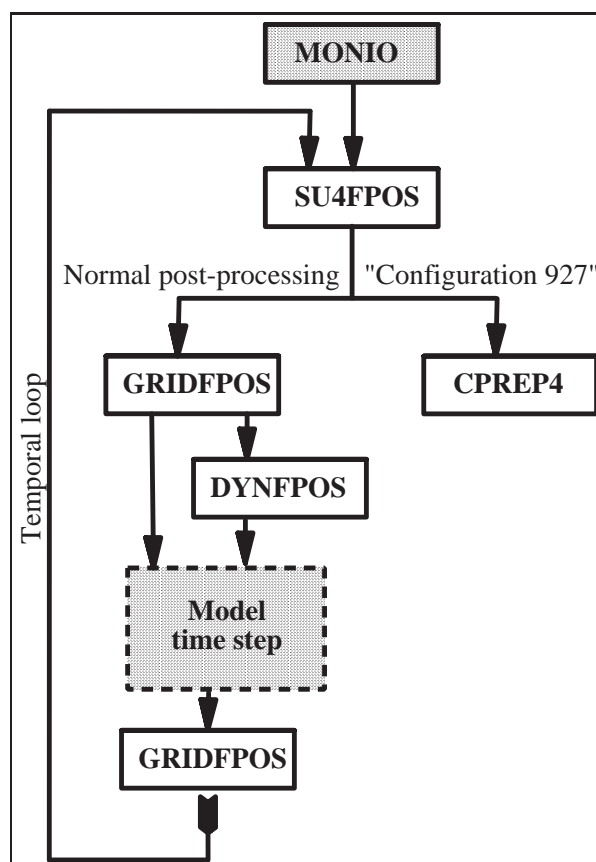 MONIO
SU4FPOS
Normal post-processing
"Configuration 927"
GRIDFPOS
CPREP4
Temporal loop
DYNFPOS
Model
time step
GRIDFPOS